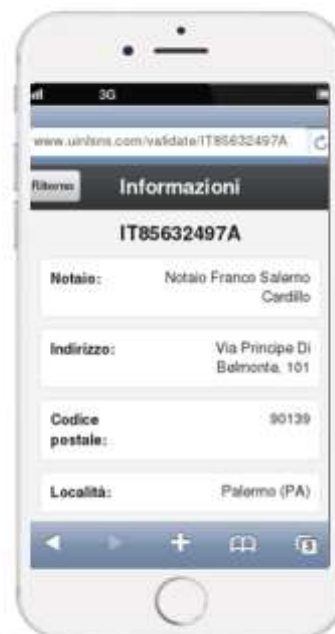 3G
www.uinlsns.com/validate/IT85632497A
Ritorno
Informazioni
IT85632497A
Notaio: Notaio Franco Salerno
Cardillo
Indirizzo: Via Principe Di
Belmonte, 101
Codice
postale: 90139
Località: Palermo (PA)
5